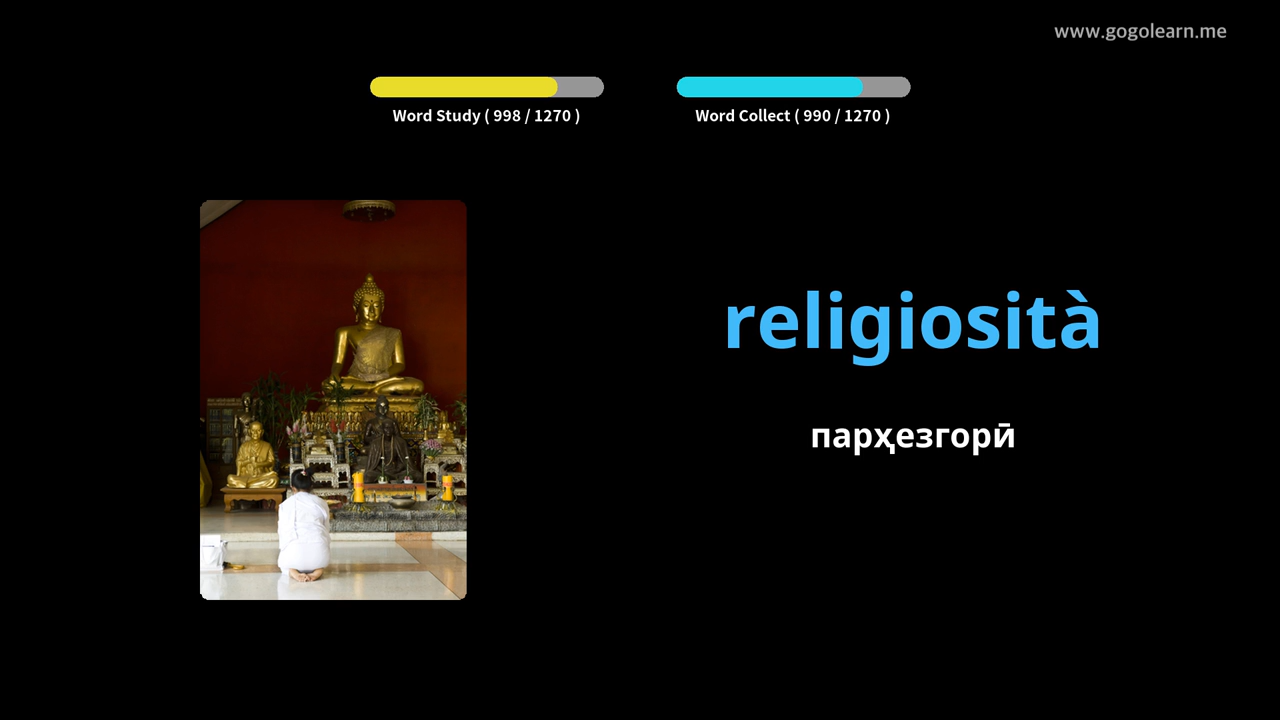 www.gogolearn.me
Word Study ( 998 / 1270 )
Word Collect ( 990 / 1270 )
religiosità
парҳезгорӣ